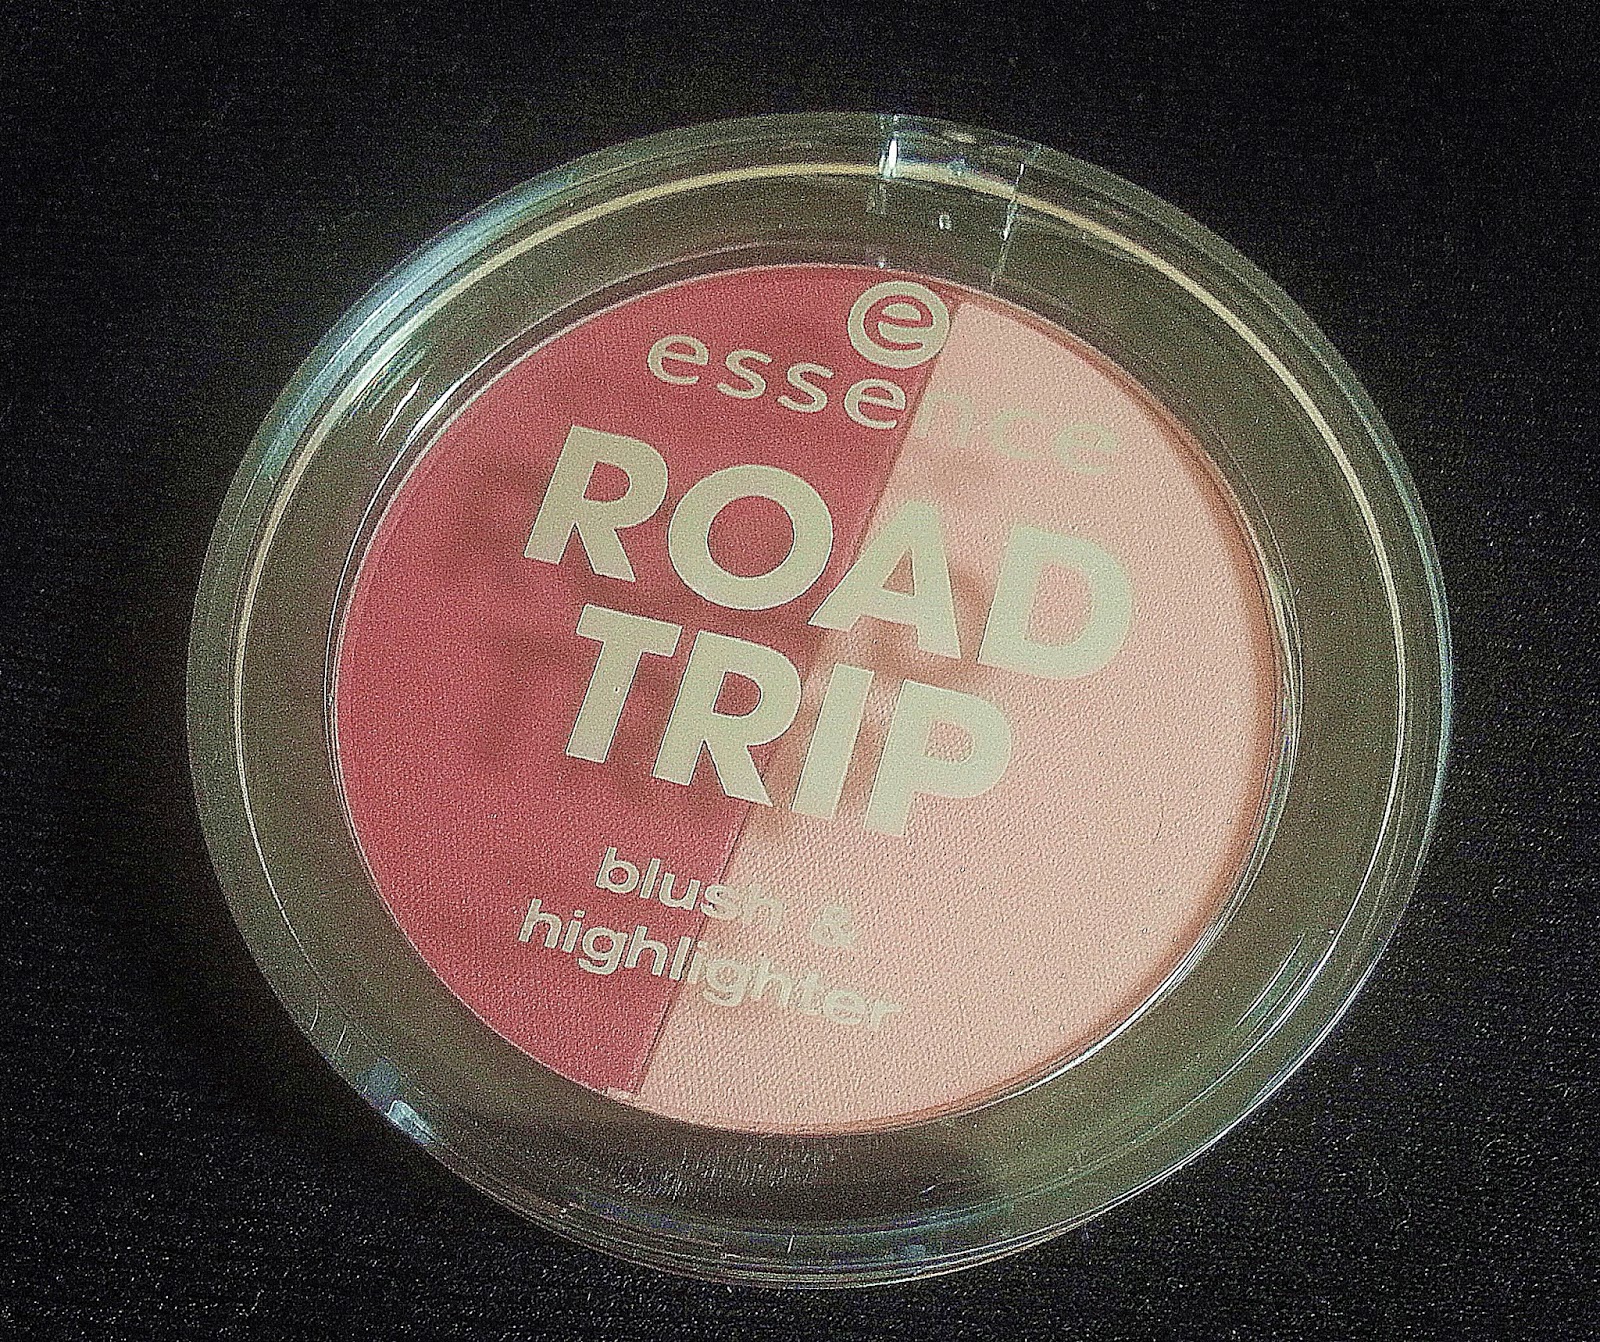 e
essence
ROAD
TRIP
blush &
highlighter